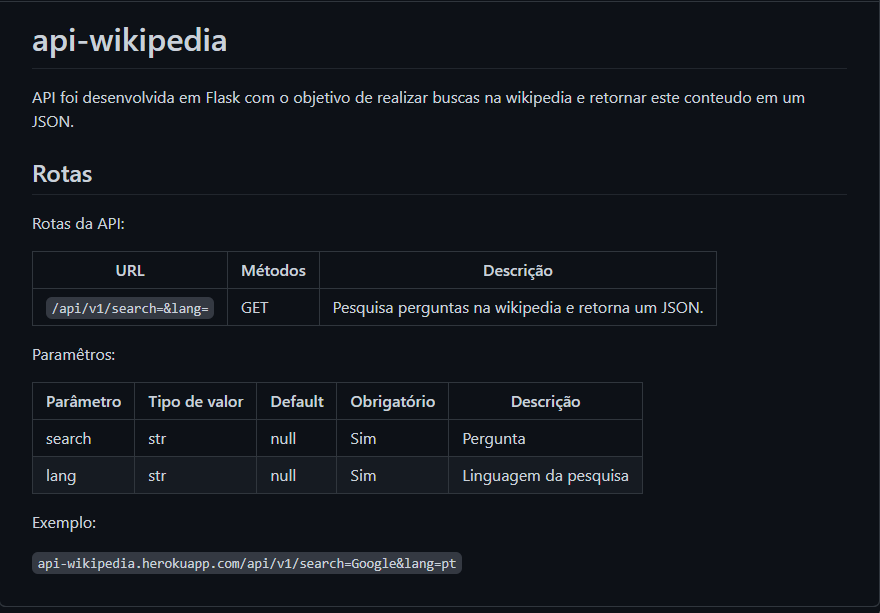 api-wikipedia
API foi desenvolvida em Flask com o objetivo de realizar buscas na wikipedia e retornar este conteudo em um
JSON.
Rotas
Rotas da API:
URL Métodos Descrição
/api/v1/search=&lang= GET Pesquisa perguntas na wikipedia e retorna um JSON.
Paramêtros:
Parâmetro Tipo de valor Default Obrigatório Descrição
search str null Sim Pergunta
lang str null Sim Linguagem da pesquisa
Exemplo:
api-wikipedia.herokuapp.com/api/v1/search=Google&lang=pt